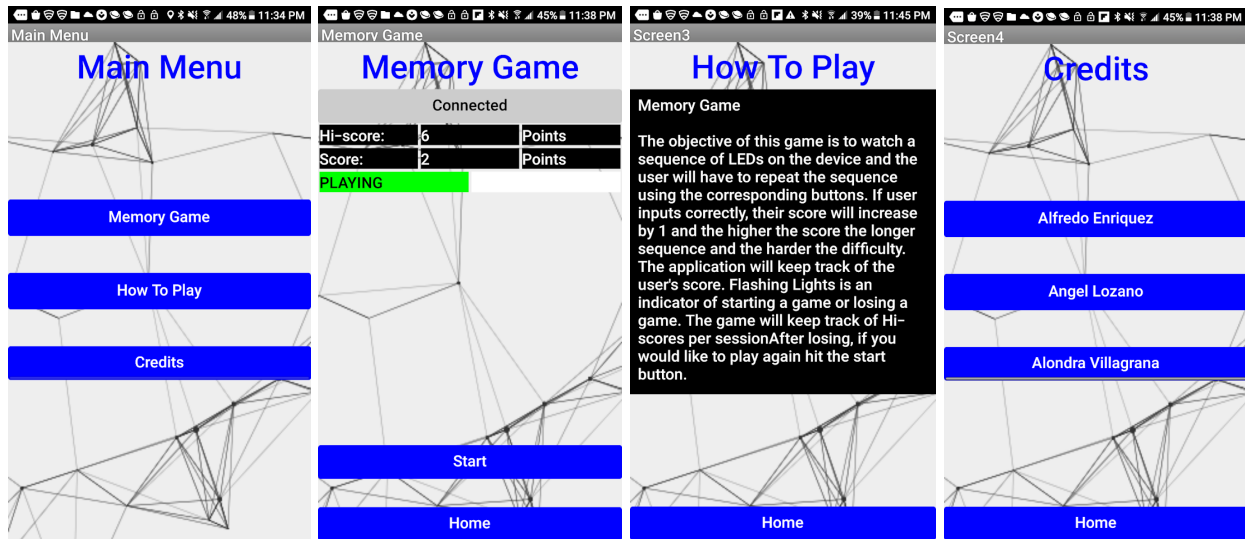 48% 11:34 PM
Main Menu
Main Menu
Memory Game
How To Play
Credits
45% 11:38 PM
Memory Game
Memory Game
Connected
Hi-score: 6 Points
Score: 2 Points
PLAYING
Start
Home
39% 11:45 PM
Screen3
How To Play
Memory Game
The objective of this game is to watch a
sequence of LEDs on the device and the
user will have to repeat the sequence
using the corresponding buttons. If user
inputs correctly, their score will increase
by 1 and the higher the score the longer
sequence and the harder the difficulty.
The application will keep track of the
user's score. Flashing Lights is an
indicator of starting a game or losing a
game. The game will keep track of Hi-
scores per sessionAfter losing, if you
would like to play again hit the start
button.
Home
45% 11:38 PM
Screen4
Credits
Alfredo Enriquez
Angel Lozano
Alondra Villagrana
Home